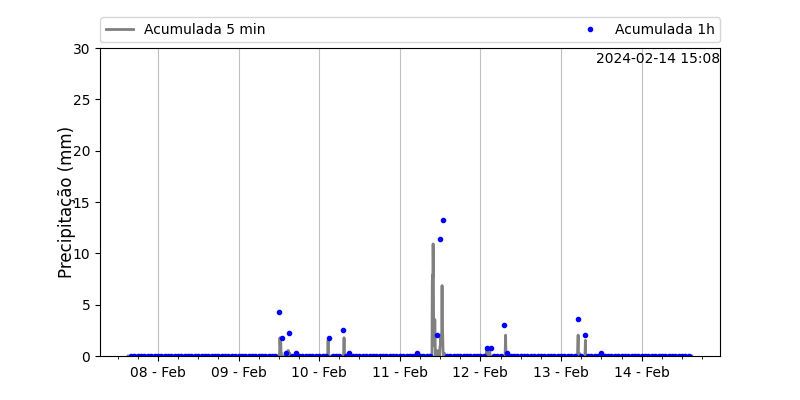 Acumulada 5 min
Acumulada 1h
2024-02-14 15:08
Precipitação (mm)
30
25
20
15
10
5
0
08 - Feb
09 - Feb
10 - Feb
11 - Feb
12 - Feb
13 - Feb
14 - Feb